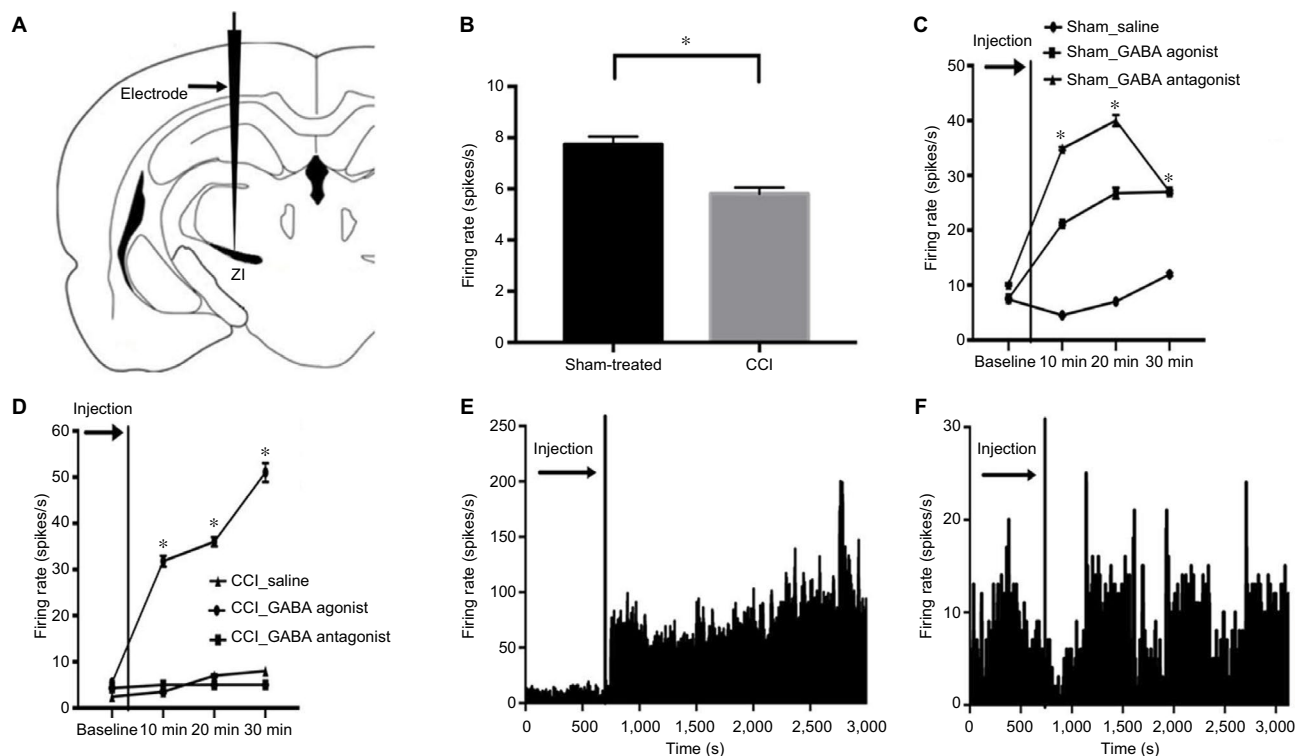 A
Electrode
ZI
B
*
Firing rate (spikes/s)
10
8
6
4
2
0
Sham-treated
CCI
C
Injection
Sham_saline
Sham_GABA agonist
Sham_GABA antagonist
Firing rate (spikes/s)
50
40
30
20
10
0
*
*
*
Baseline 10 min 20 min 30 min
D
Injection
Firing rate (spikes/s)
60
50
40
30
20
10
0
*
*
*
CCI_saline
CCI_GABA agonist
CCI_GABA antagonist
Baseline 10 min 20 min 30 min
E
Injection
Firing rate (spikes/s)
250
200
150
100
50
0
0 500 1,000 1,500 2,000 2,500 3,000
Time (s)
F
Injection
Firing rate (spikes/s)
30
20
10
0
0 500 1,000 1,500 2,000 2,500 3,000
Time (s)